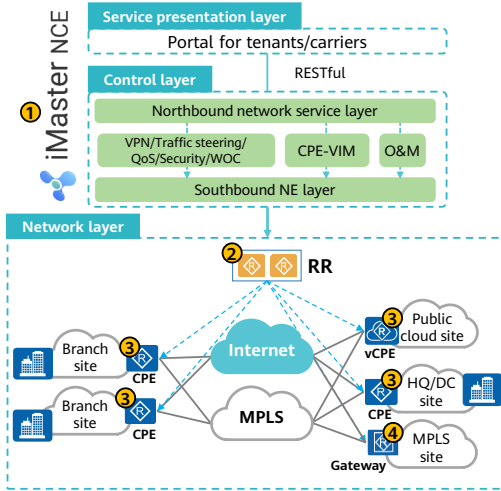 Service presentation layer
Portal for tenants/carriers
RESTful
iMaster NCE
1
Control layer
Northbound network service layer
VPN/Traffic steering/
QoS/Security/WOC
CPE-VIM
O&M
Southbound NE layer
Network layer
2
R
R
RR
Branch
site
3
R
CPE
Internet
3
R
vCPE
Public
cloud site
Branch
site
3
R
CPE
MPLS
3
R
CPE
HQ/DC
site
4
R
Gateway
MPLS
site